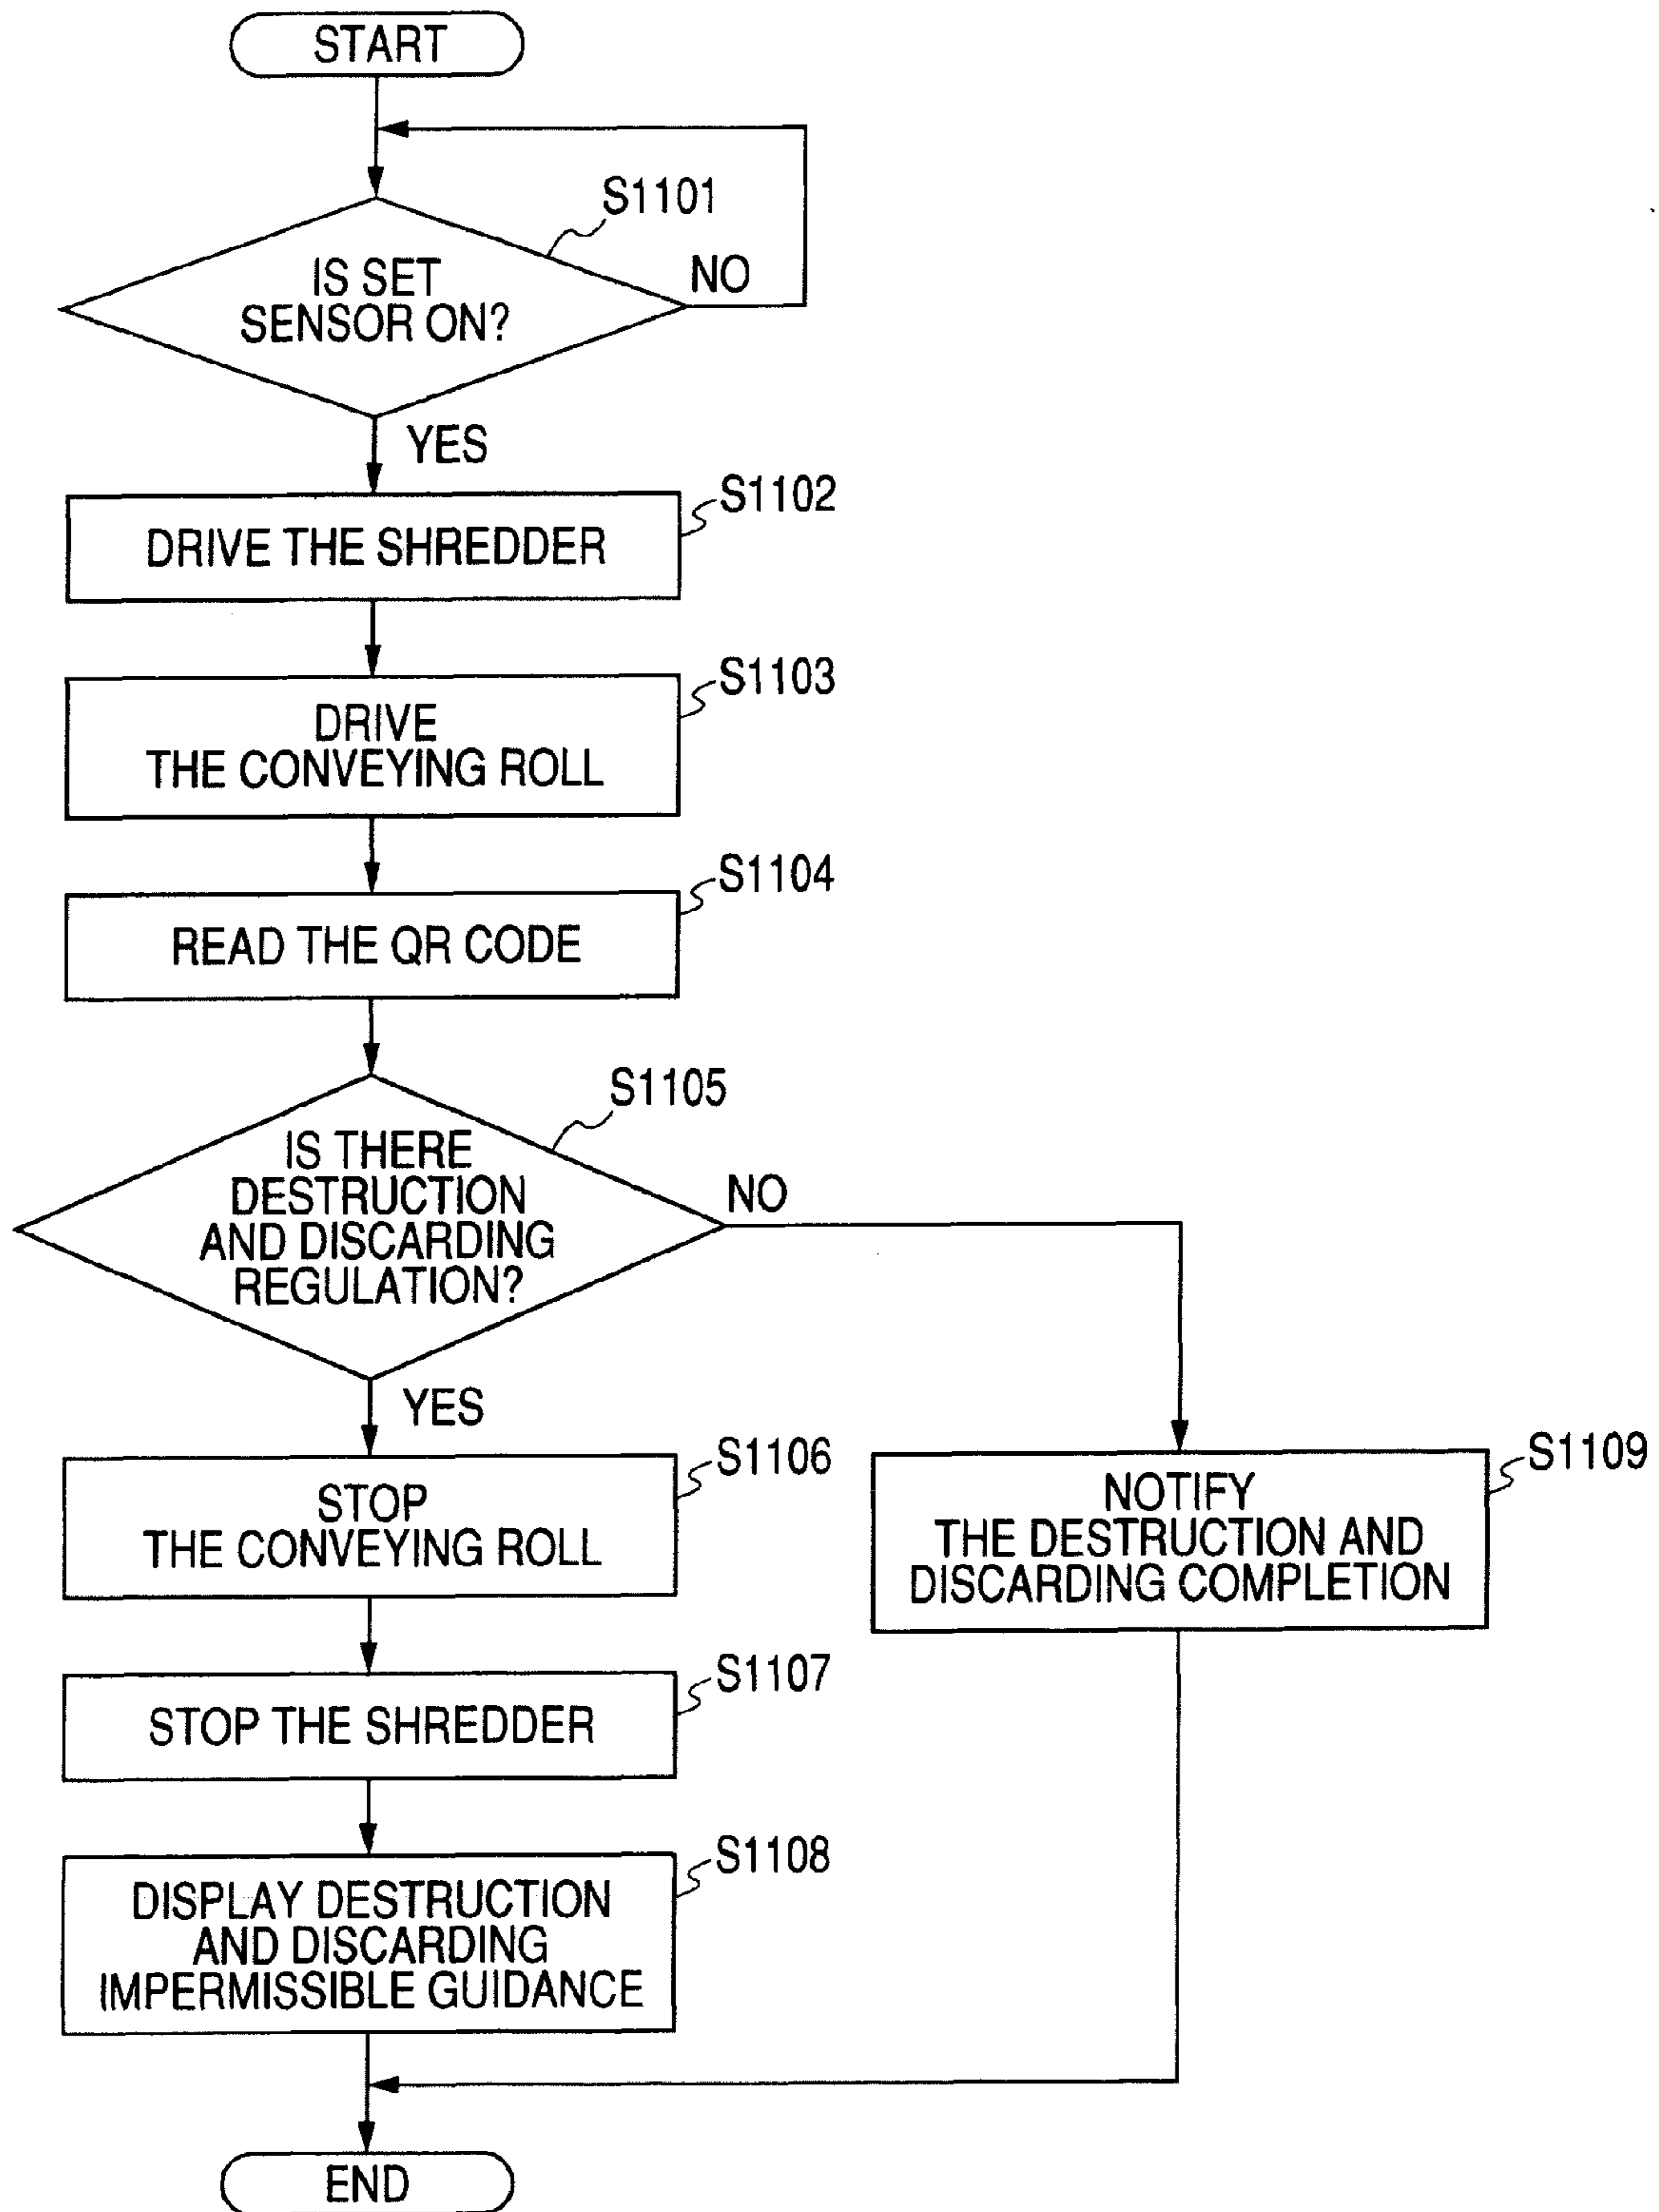 START
S1101
IS SET
SENSOR ON?
NO
YES
S1102
DRIVE THE SHREDDER
S1103
DRIVE
THE CONVEYING ROLL
S1104
READ THE QR CODE
S1105
IS THERE
DESTRUCTION
AND DISCARDING
REGULATION?
NO
YES
S1106
STOP
THE CONVEYING ROLL
S1109
NOTIFY
THE DESTRUCTION AND
DISCARDING COMPLETION
S1107
STOP THE SHREDDER
S1108
DISPLAY DESTRUCTION
AND DISCARDING
IMPERMISSIBLE GUIDANCE
END